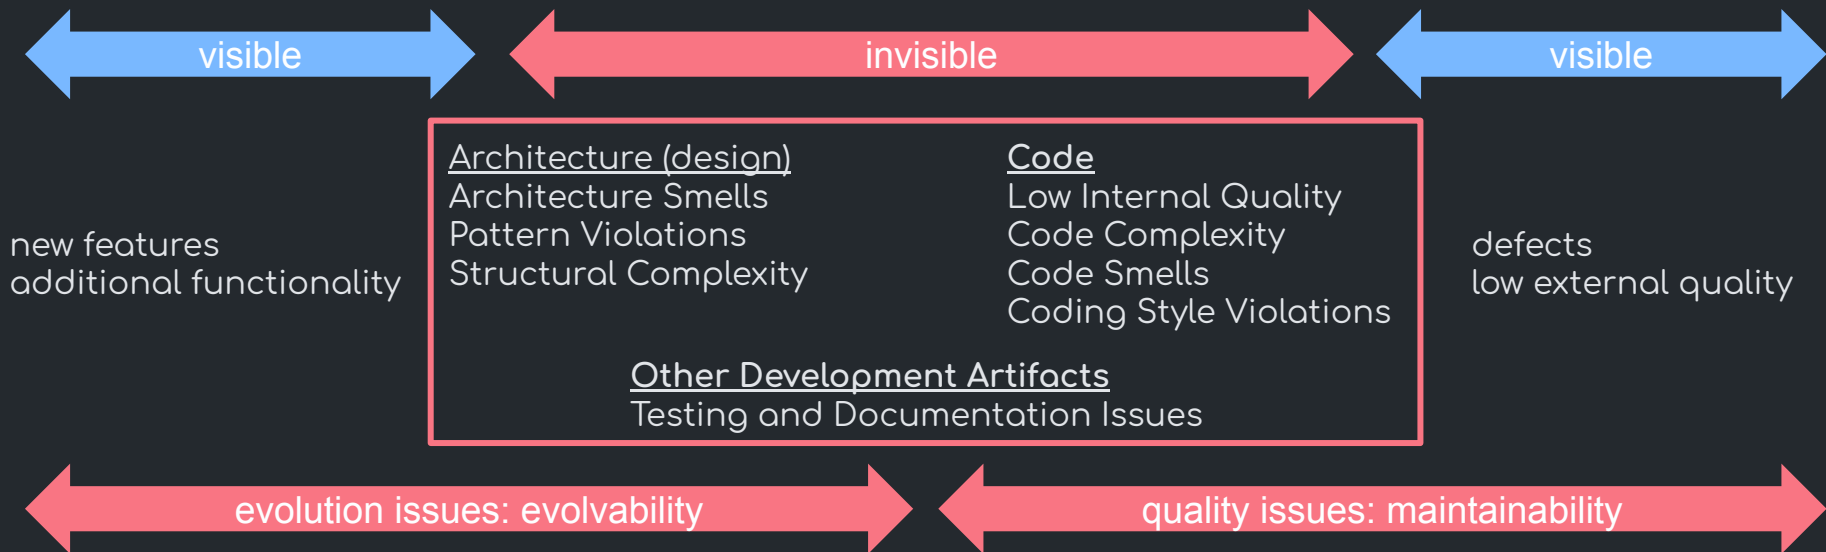 visible
invisible
visible
new features
additional functionality
Architecture (design)
Architecture Smells
Pattern Violations
Structural Complexity
Code
Low Internal Quality
Code Complexity
Code Smells
Coding Style Violations
Other Development Artifacts
Testing and Documentation Issues
defects
low external quality
evolution issues: evolvability
quality issues: maintainability